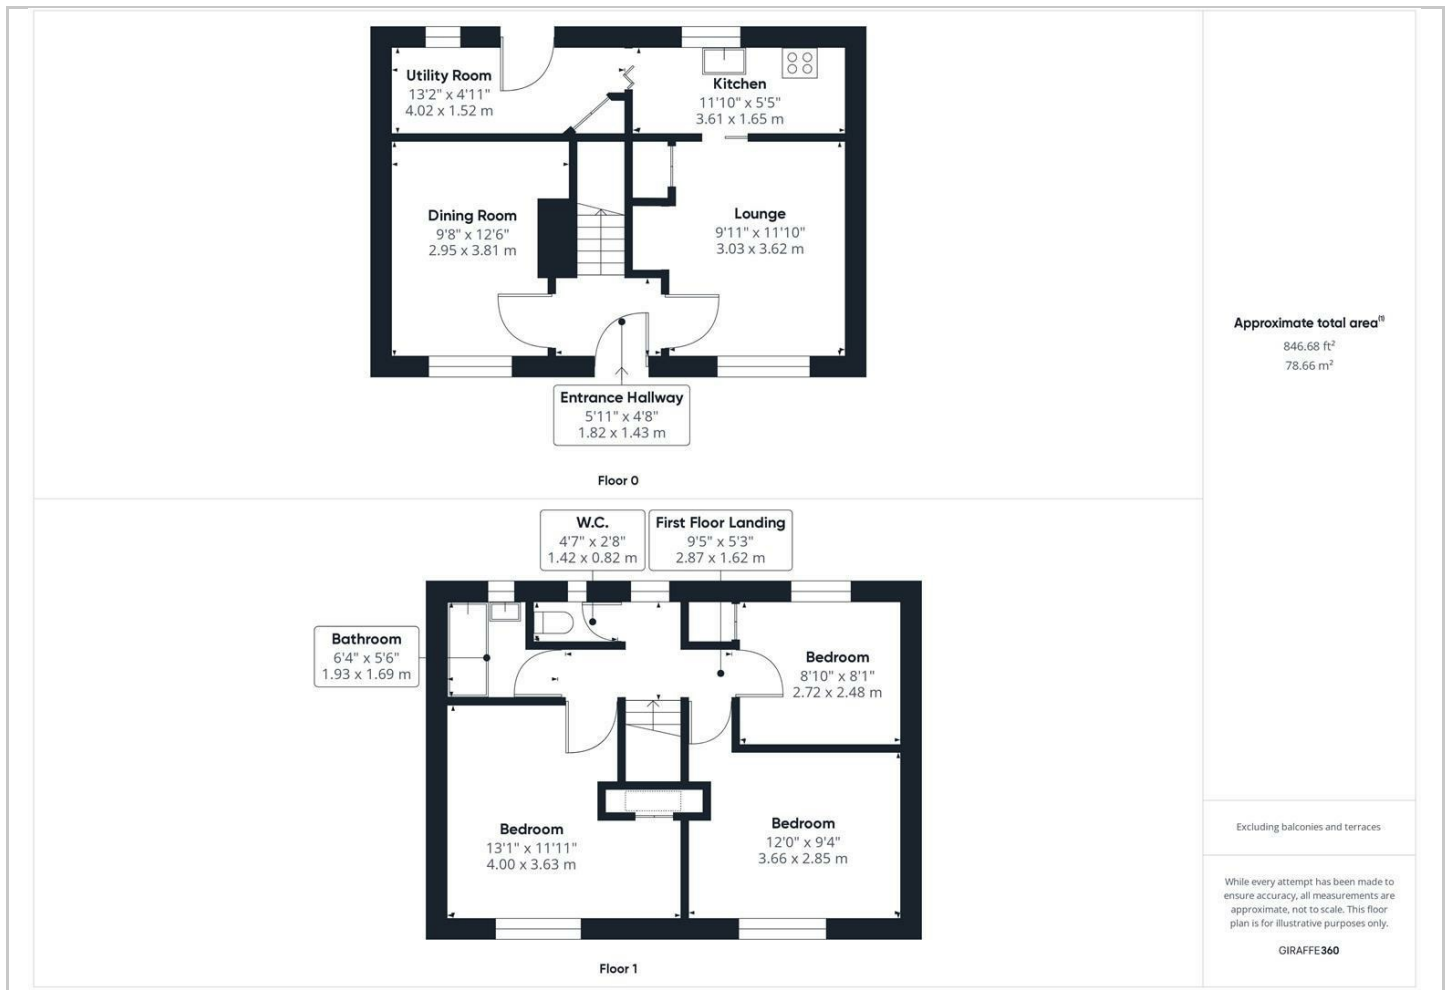 Utility Room
13'2" x 4'11"
4.02 x 1.52 m
Kitchen
11'10" x 5'5"
3.61 x 1.65 m
Dining Room
9'8" x 12'6"
2.95 x 3.81 m
Lounge
9'11" x 11'10"
3.03 x 3.62 m
Entrance Hallway
5'11" x 4'8"
1.82 x 1.43 m
Floor 0
W.C.
4'7" x 2'8"
1.42 x 0.82 m
First Floor Landing
9'5" x 5'3"
2.87 x 1.62 m
Bathroom
6'4" x 5'6"
1.93 x 1.69 m
Bedroom
8'10" x 8'1"
2.72 x 2.48 m
Bedroom
13'1" x 11'11"
4.00 x 3.63 m
Bedroom
12'0" x 9'4"
3.66 x 2.85 m
Floor 1
Approximate total area⁽¹⁾
846.68 ft²
78.66 m²
Excluding balconies and terraces
While every attempt has been made to
ensure accuracy, all measurements are
approximate, not to scale. This floor
plan is for illustrative purposes only.
GIRAFFE360